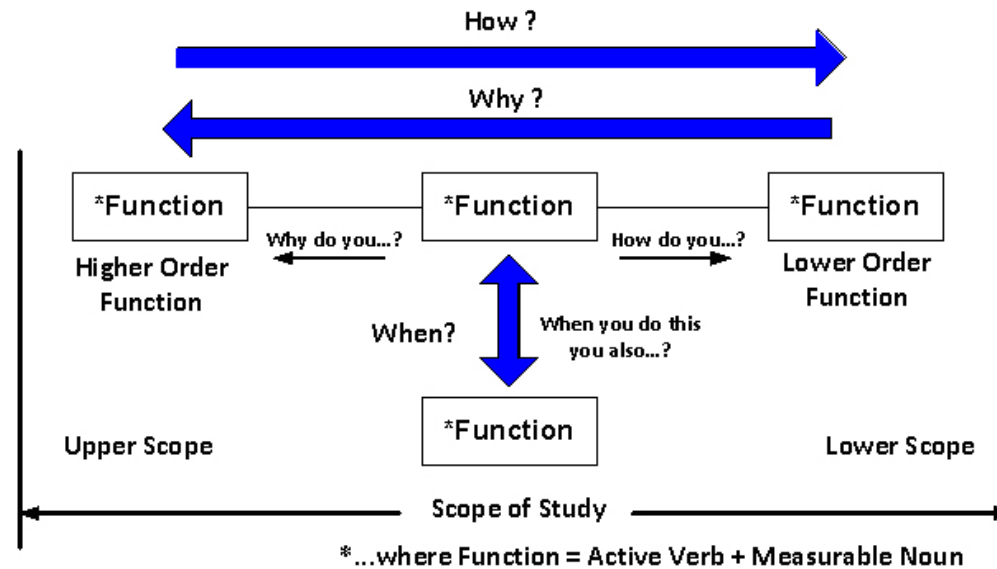 How ?
Why ?
*Function
*Function
*Function
Why do you...?
How do you...?
Higher Order
Function
Lower Order
Function
When?
When you do this
you also...?
*Function
Upper Scope
Lower Scope
Scope of Study
*...where Function = Active Verb + Measurable Noun